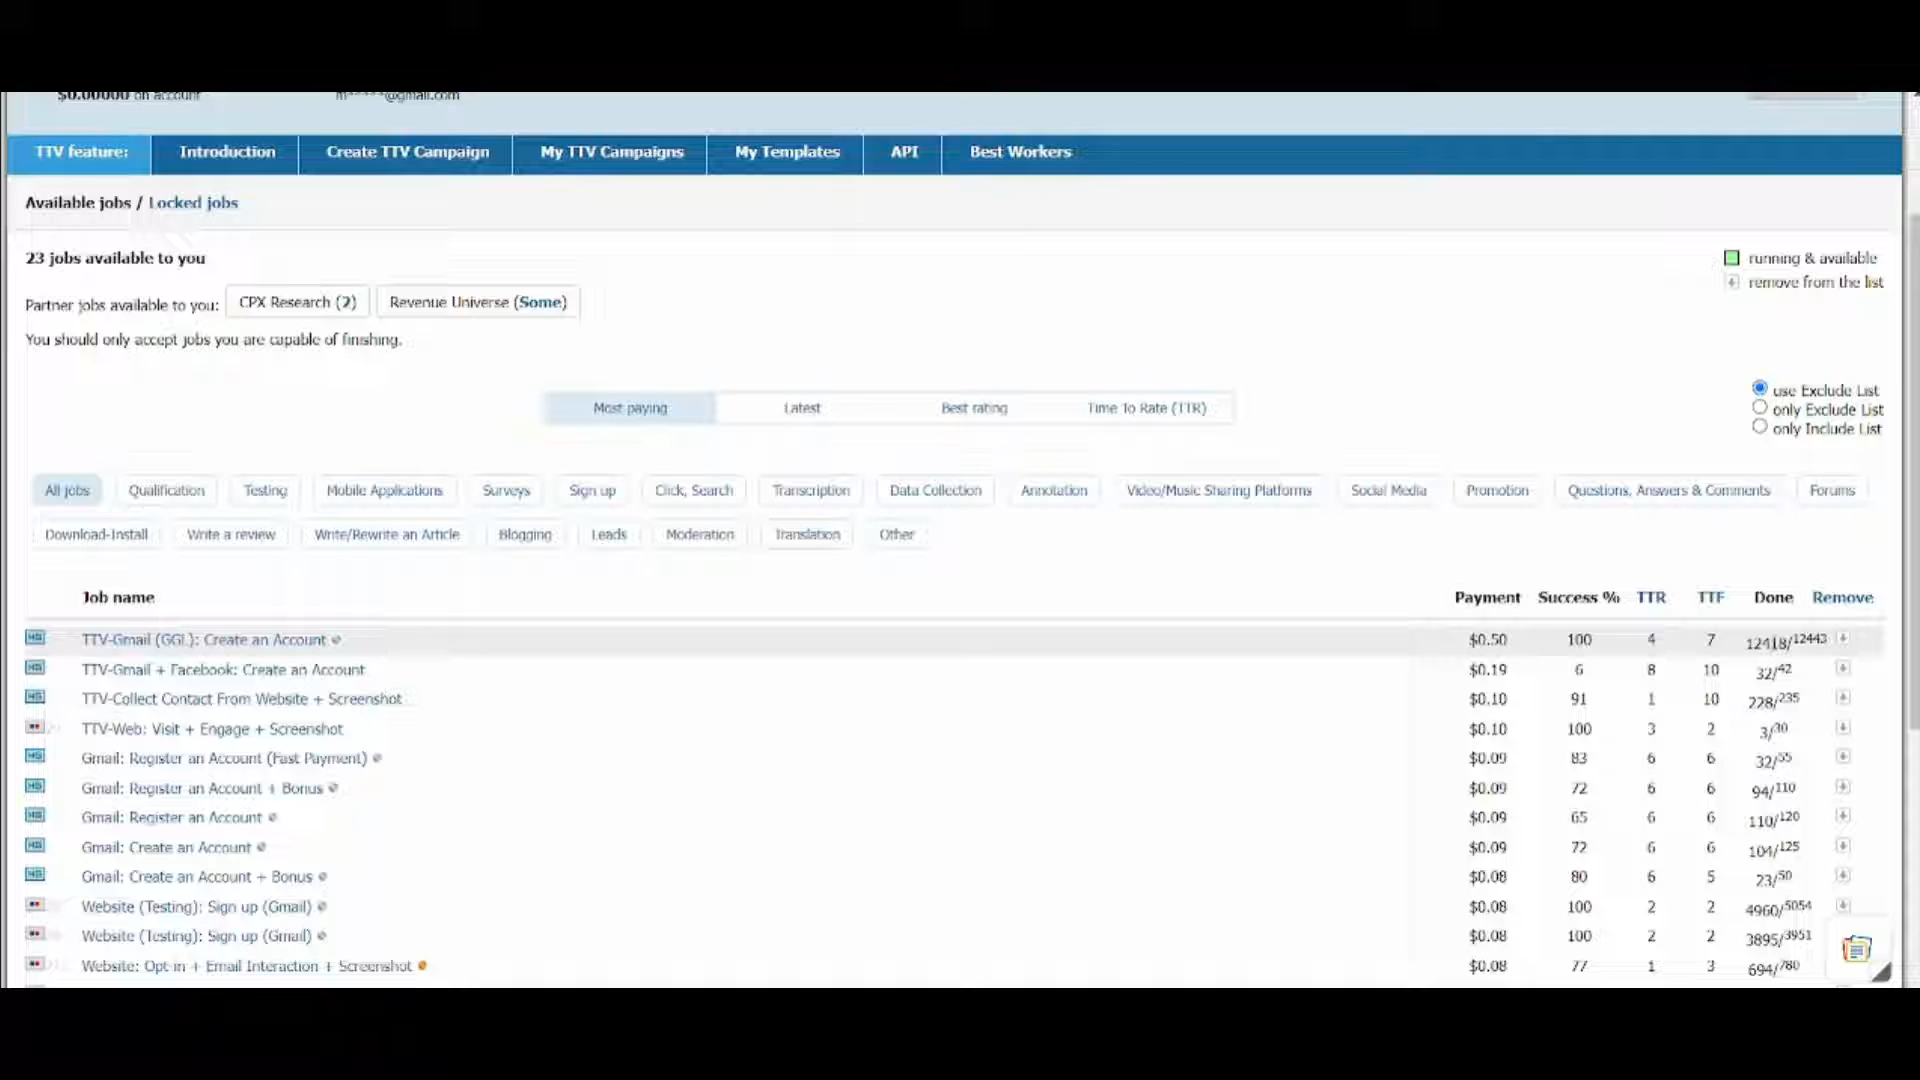 $0.00000 on account m*****@gmail.com
TTV feature: Introduction Create TTV Campaign My TTV Campaigns My Templates API Best Workers
Available jobs / Locked jobs
23 jobs available to you
running & available
remove from the list
Partner jobs available to you: CPX Research (2) Revenue Universe (Some)
You should only accept jobs you are capable of finishing.
Most paying Latest Best rating Time To Rate (TTR)
use Exclude List
only Exclude List
only Include List
All jobs Qualification Testing Mobile Applications Surveys Sign up Click, Search Transcription Data Collection Annotation Video/Music Sharing Platforms Social Media Promotion Questions, Answers & Comments Forums
Download-Install Write a review Write/Rewrite an Article Blogging Leads Moderation Translation Other
Job name Payment Success % TTR TTF Done Remove
TTV-Gmail (GGL): Create an Account $0.50 100 4 7 12418/12443
TTV-Gmail + Facebook: Create an Account $0.19 6 8 10 32/42
TTV-Collect Contact From Website + Screenshot $0.10 91 1 10 228/235
TTV-Web: Visit + Engage + Screenshot $0.10 100 3 2 3/30
Gmail: Register an Account (Fast Payment) $0.09 83 6 6 32/55
Gmail: Register an Account + Bonus $0.09 72 6 6 94/110
Gmail: Register an Account $0.09 65 6 6 110/120
Gmail: Create an Account $0.09 72 6 6 104/125
Gmail: Create an Account + Bonus $0.08 80 6 5 23/50
Website (Testing): Sign up (Gmail) $0.08 100 2 2 4960/5054
Website (Testing): Sign up (Gmail) $0.08 100 2 2 3895/3951
Website: Opt-in + Email Interaction + Screenshot $0.08 77 1 3 694/780